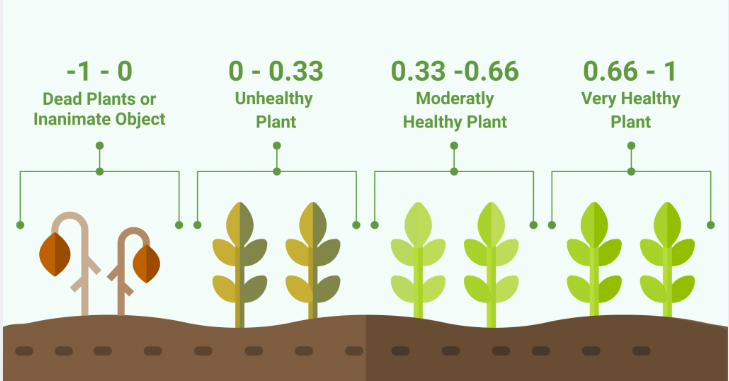 -1 - 0
Dead Plants or
Inanimate Object
0 - 0.33
Unhealthy
Plant
0.33 -0.66
Moderatly
Healthy Plant
0.66 - 1
Very Healthy
Plant